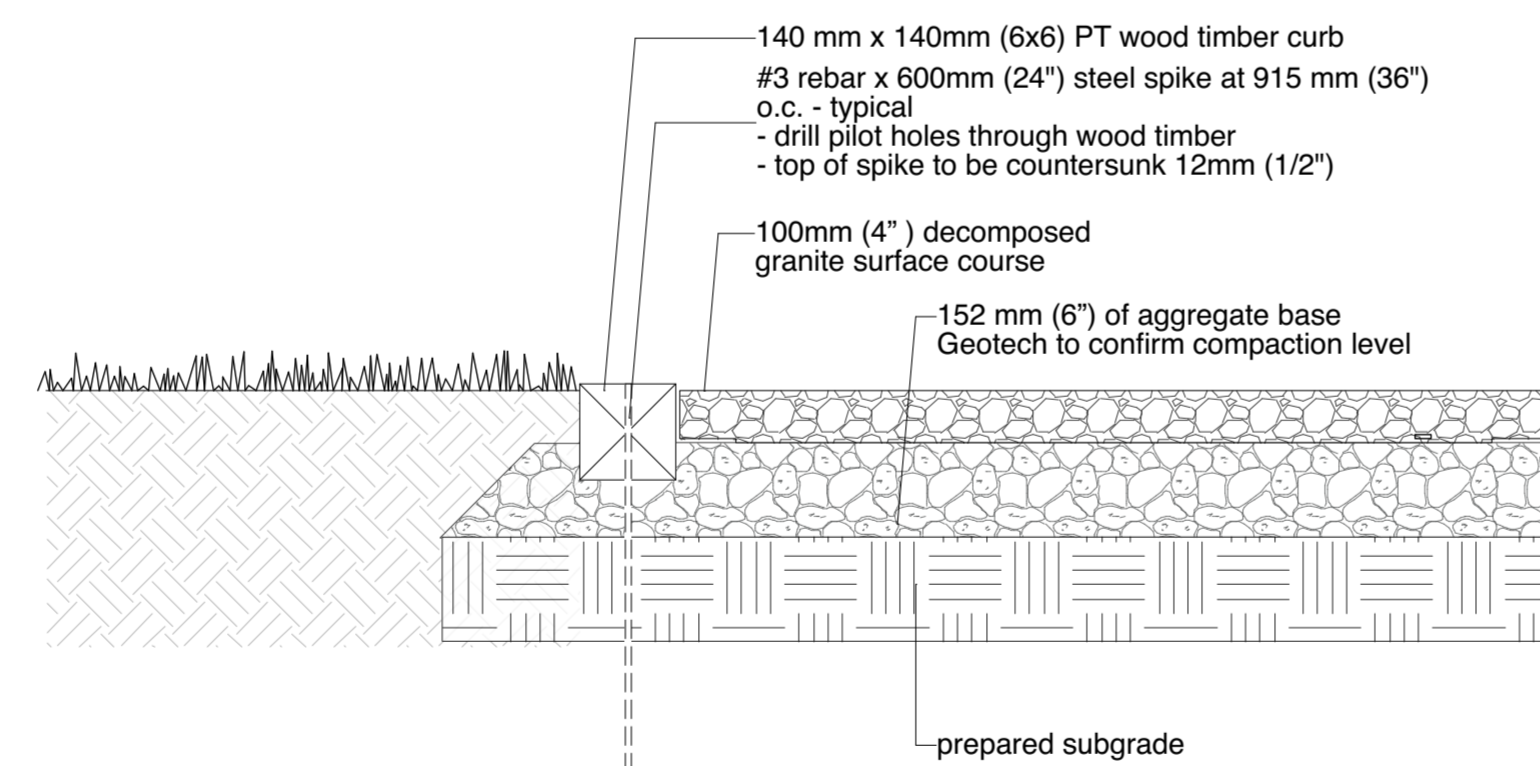 140 mm x 140mm (6x6) PT wood timber curb
#3 rebar x 600mm (24") steel spike at 915 mm (36")
o.c. - typical
- drill pilot holes through wood timber
- top of spike to be countersunk 12mm (1/2")
100mm (4” ) decomposed
granite surface course
152 mm (6”) of aggregate base
Geotech to confirm compaction level
prepared subgrade